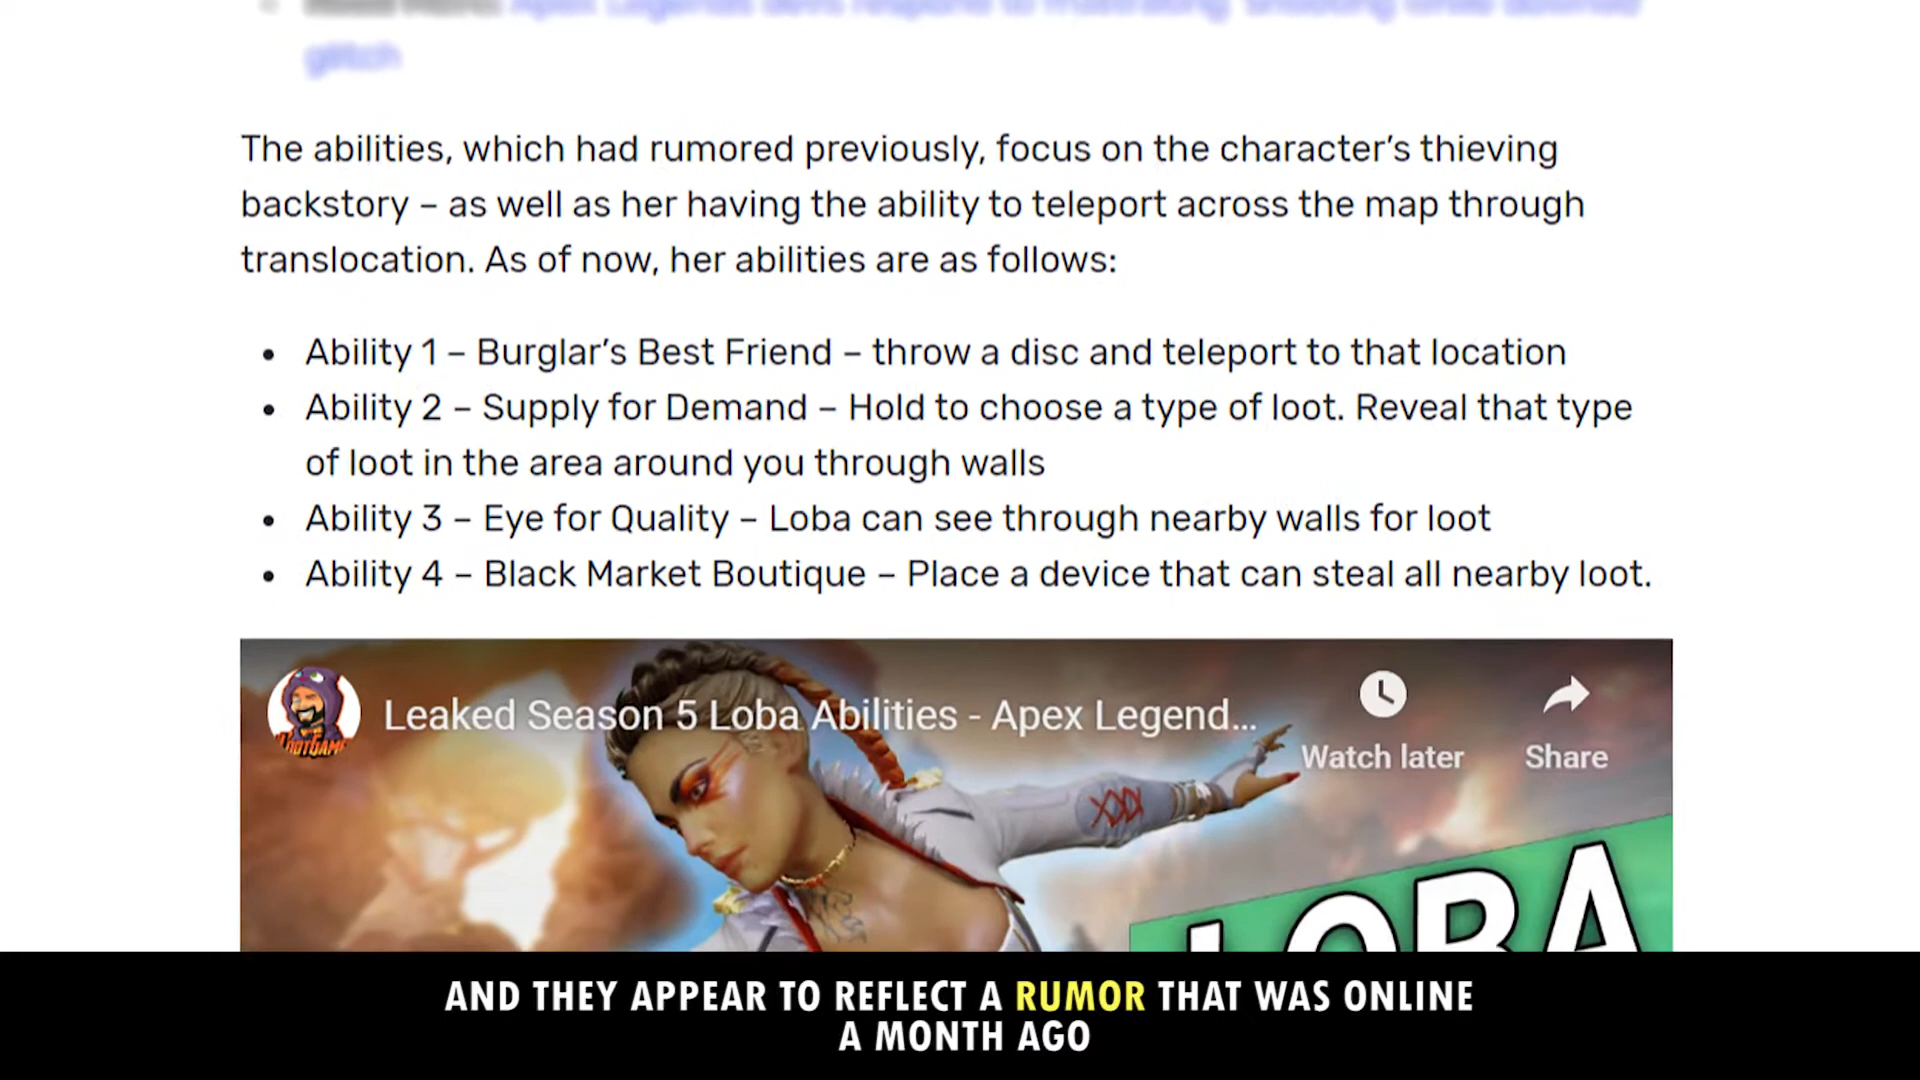 glitch
The abilities, which had rumored previously, focus on the character’s thieving
backstory – as well as her having the ability to teleport across the map through
translocation. As of now, her abilities are as follows:
• Ability 1 – Burglar’s Best Friend – throw a disc and teleport to that location
• Ability 2 – Supply for Demand – Hold to choose a type of loot. Reveal that type
of loot in the area around you through walls
• Ability 3 – Eye for Quality – Loba can see through nearby walls for loot
• Ability 4 – Black Market Boutique – Place a device that can steal all nearby loot.
Leaked Season 5 Loba Abilities - Apex Legend...
Watch later
Share
XXX
LOBA
AND THEY APPEAR TO REFLECT A RUMOR THAT WAS ONLINE
A MONTH AGO